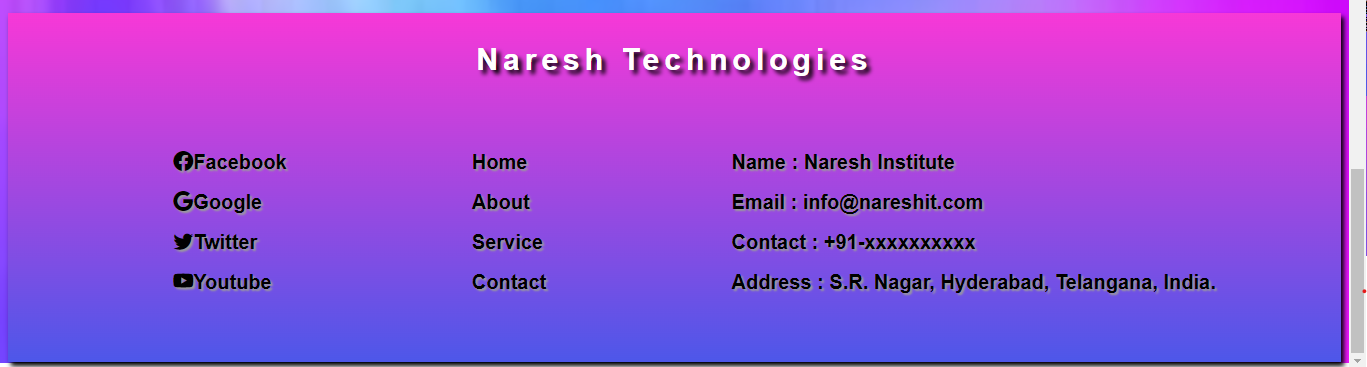 Naresh Technologies
Facebook
Google
Twitter
Youtube
Home
About
Service
Contact
Name : Naresh Institute
Email : info@nareshit.com
Contact : +91-xxxxxxxxxx
Address : S.R. Nagar, Hyderabad, Telangana, India.